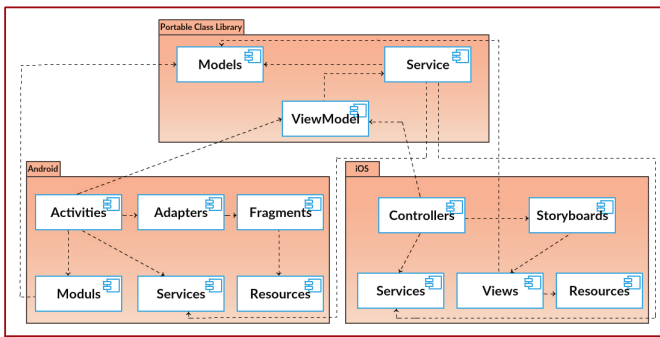 Portable Class Library
Models
Service
ViewModel
Android
iOS
Activities
Adapters
Fragments
Controllers
Storyboards
Moduls
Services
Resources
Services
Views
Resources